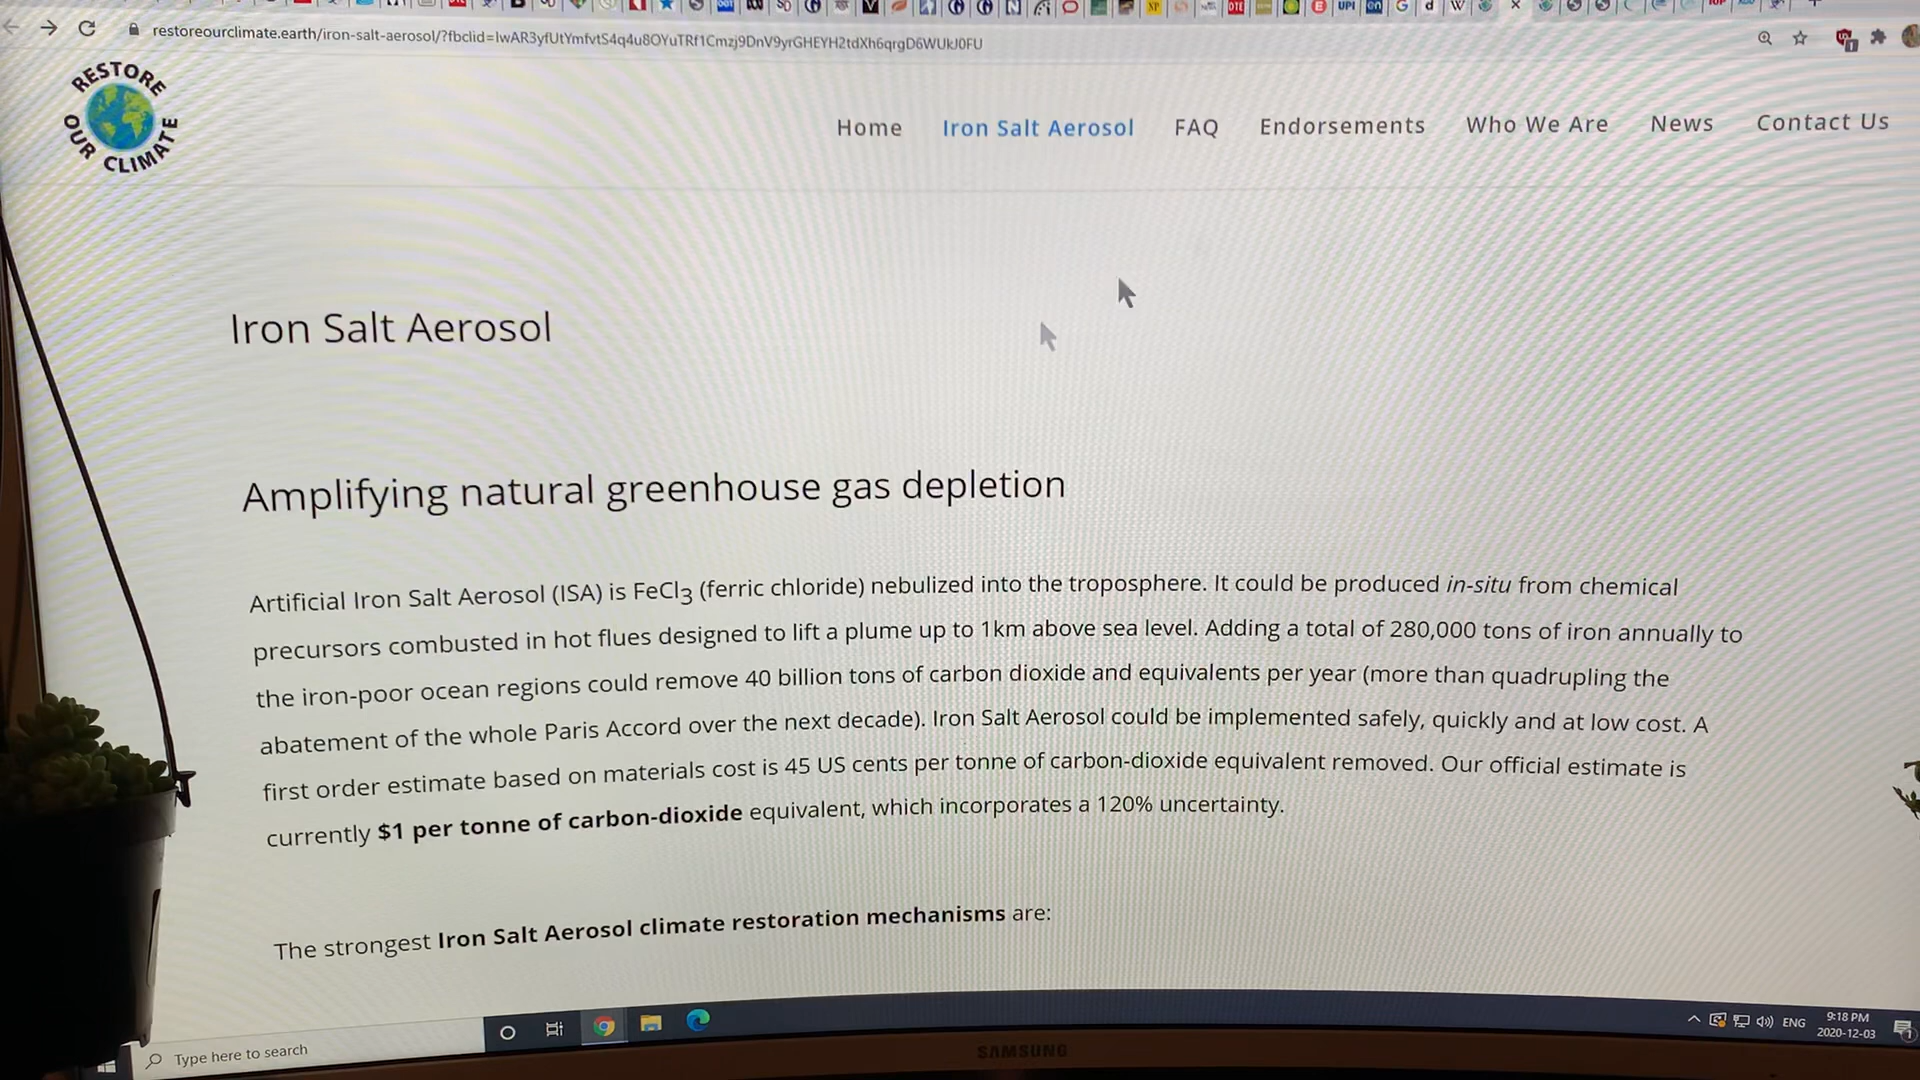 restoreourclimate.earth/iron-salt-aerosol/?fbclid=IwAR3yfUtYmfvtS4q4u8OYuTRf1Cmzj9DnV9yrGHEYH2tdXh6qrgD6WUkJ0FU
RESTORE
OUR CLIMATE
Home Iron Salt Aerosol FAQ Endorsements Who We Are News Contact Us
Iron Salt Aerosol
Amplifying natural greenhouse gas depletion
Artificial Iron Salt Aerosol (ISA) is FeCl3 (ferric chloride) nebulized into the troposphere. It could be produced in-situ from chemical
precursors combusted in hot flues designed to lift a plume up to 1km above sea level. Adding a total of 280,000 tons of iron annually to
the iron-poor ocean regions could remove 40 billion tons of carbon dioxide and equivalents per year (more than quadrupling the
abatement of the whole Paris Accord over the next decade). Iron Salt Aerosol could be implemented safely, quickly and at low cost. A
first order estimate based on materials cost is 45 US cents per tonne of carbon-dioxide equivalent removed. Our official estimate is
currently $1 per tonne of carbon-dioxide equivalent, which incorporates a 120% uncertainty.
The strongest Iron Salt Aerosol climate restoration mechanisms are:
Type here to search
ENG
9:18 PM
2020-12-03
SAMSUNG